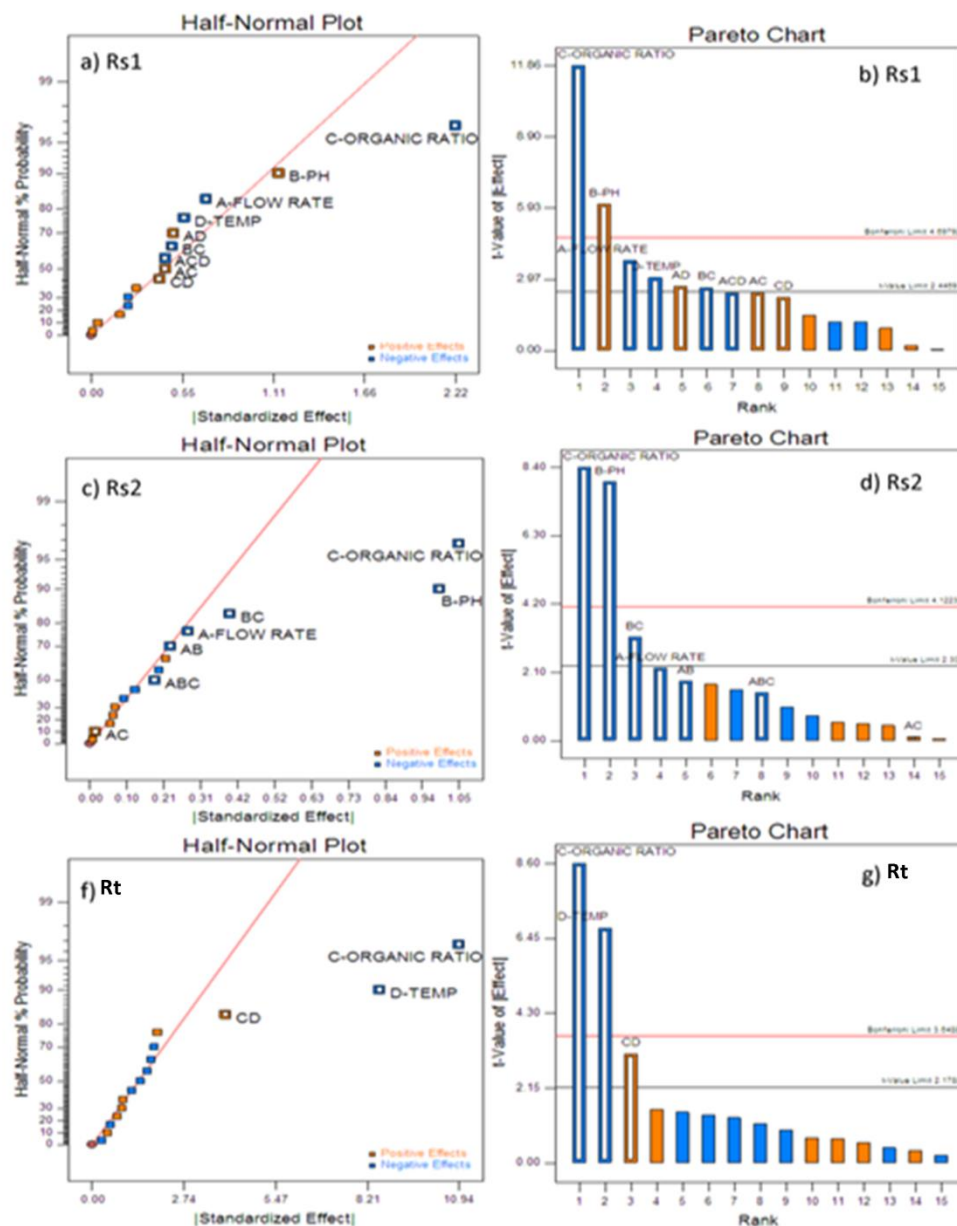 Half-Normal Plot
a) Rs1
Half-Normal % Probability
99
95
90
80
70
50
30
20
10
0
C-ORGANIC RATIO
B-PH
A-FLOW RATE
D-TEMP
AD
BC
ACD
AC
CD
Positive Effects
Negative Effects
0.00 0.55 1.11 1.66 2.22
|Standardized Effect|
Pareto Chart
b) Rs1
t-Value of |Effect|
11.86
8.90
5.93
2.97
0.00
C-ORGANIC RATIO
B-PH
A-FLOW RATE
D-TEMP
AD BC ACD AC CD
1 2 3 4 5 6 7 8 9 10 11 12 13 14 15
Rank
Half-Normal Plot
c) Rs2
Half-Normal % Probability
99
95
90
80
70
50
30
20
10
0
C-ORGANIC RATIO
B-PH
BC
A-FLOW RATE
AB
ABC
AC
Positive Effects
Negative Effects
0.00 0.10 0.21 0.31 0.42 0.52 0.63 0.73 0.84 0.94 1.05
|Standardized Effect|
Pareto Chart
d) Rs2
t-Value of |Effect|
8.40
6.30
4.20
2.10
0.00
C-ORGANIC RATIO
B-PH
BC
A-FLOW RATE
AB
ABC
AC
1 2 3 4 5 6 7 8 9 10 11 12 13 14 15
Rank
Half-Normal Plot
f) Rt
Half-Normal % Probability
99
95
90
80
70
50
30
20
10
0
C-ORGANIC RATIO
D-TEMP
CD
Positive Effects
Negative Effects
0.00 2.74 5.47 8.21 10.94
|Standardized Effect|
Pareto Chart
g) Rt
t-Value of |Effect|
8.60
6.45
4.30
2.15
0.00
C-ORGANIC RATIO
D-TEMP
CD
Bonferroni Limit
t-Value Limit
1 2 3 4 5 6 7 8 9 10 11 12 13 14 15
Rank